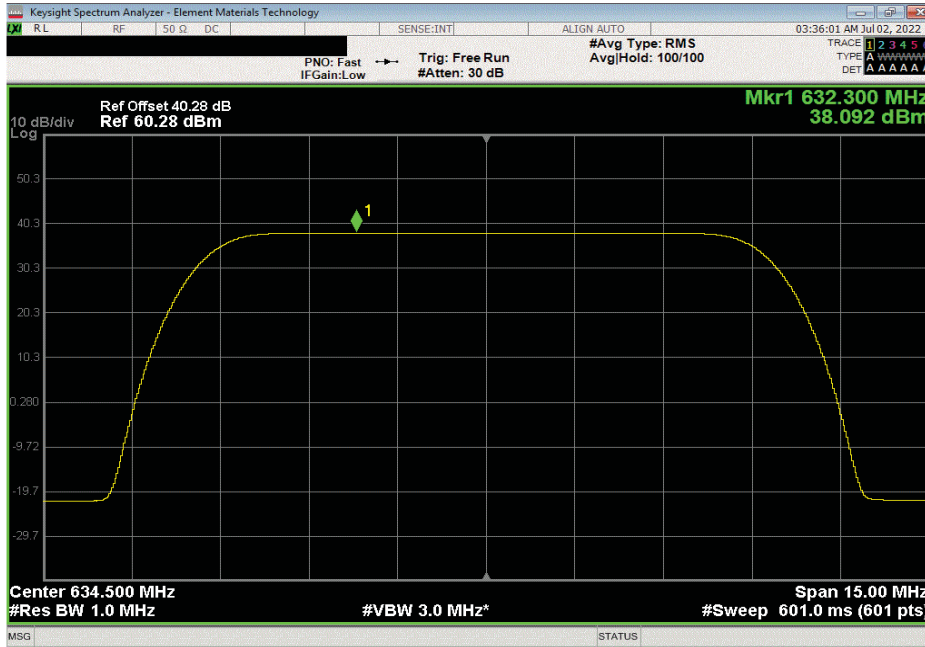 Keysight Spectrum Analyzer - Element Materials Technology
LXI RL RF 50 Ω DC SENSE:INT ALIGN AUTO 03:36:01 AM Jul 02, 2022
#Avg Type: RMS TRACE 1 2 3 4 5 6
PNO: Fast Trig: Free Run Avg|Hold: 100/100 TYPE A WWWWW
IFGain:Low #Atten: 30 dB DET A A A A A
Mkr1 632.300 MHz
Ref Offset 40.28 dB
10 dB/div Ref 60.28 dBm 38.092 dBm
Log
50.3
1
40.3
30.3
20.3
10.3
0.280
-9.72
-19.7
-29.7
Center 634.500 MHz Span 15.00 MHz
#Res BW 1.0 MHz #VBW 3.0 MHz* #Sweep 601.0 ms (601 pts)
MSG STATUS